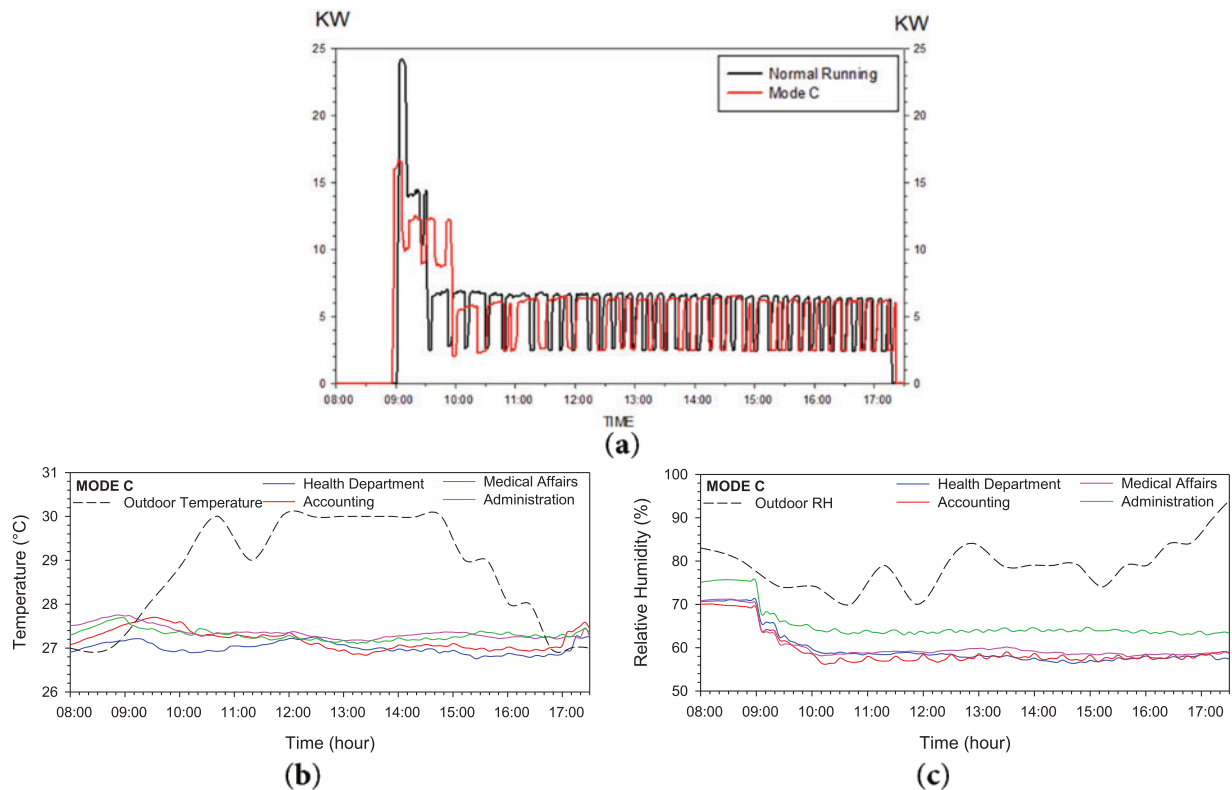 KW KW
25 25
Normal Running
Mode C
20 20
15 15
10 10
5 5
0 0
08:00 09:00 10:00 11:00 12:00 13:00 14:00 15:00 16:00 17:00
TIME
(a)
31
MODE C Health Department Medical Affairs
Outdoor Temperature Accounting Administration
30
29
28
27
26
Temperature (°C)
08:00 09:00 10:00 11:00 12:00 13:00 14:00 15:00 16:00 17:00
Time (hour)
(b)
100
MODE C Health Department Medical Affairs
Outdoor RH Accounting Administration
90
80
70
60
50
Relative Humidity (%)
08:00 09:00 10:00 11:00 12:00 13:00 14:00 15:00 16:00 17:00
Time (hour)
(c)